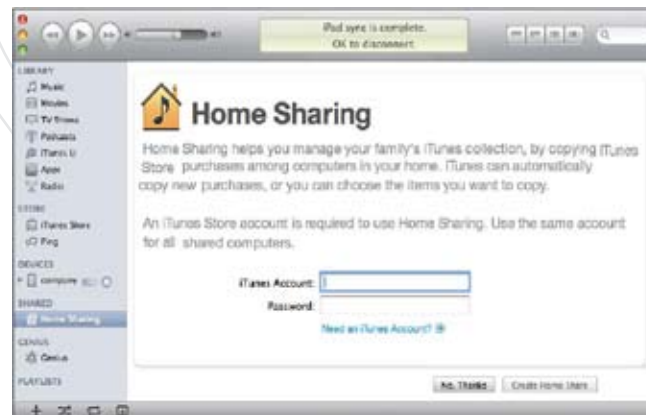 iPod sync is complete.
OK to disconnect.
LIBRARY
Music
Movies
TV Shows
Podcasts
iTunes U
Apps
Radio
STORE
iTunes Store
Ping
DEVICES
SHARED
Home Sharing
GENIUS
Genius
PLAYLISTS
Home Sharing
Home Sharing helps you manage your family's iTunes collection, by copying iTunes
Store purchases among computers in your home. iTunes can automatically
copy new purchases, or you can choose the items you want to copy.
An iTunes Store account is required to use Home Sharing. Use the same account
for all shared computers.
iTunes Account:
Password:
Need an iTunes Account?
No, Thanks
Create Home Share